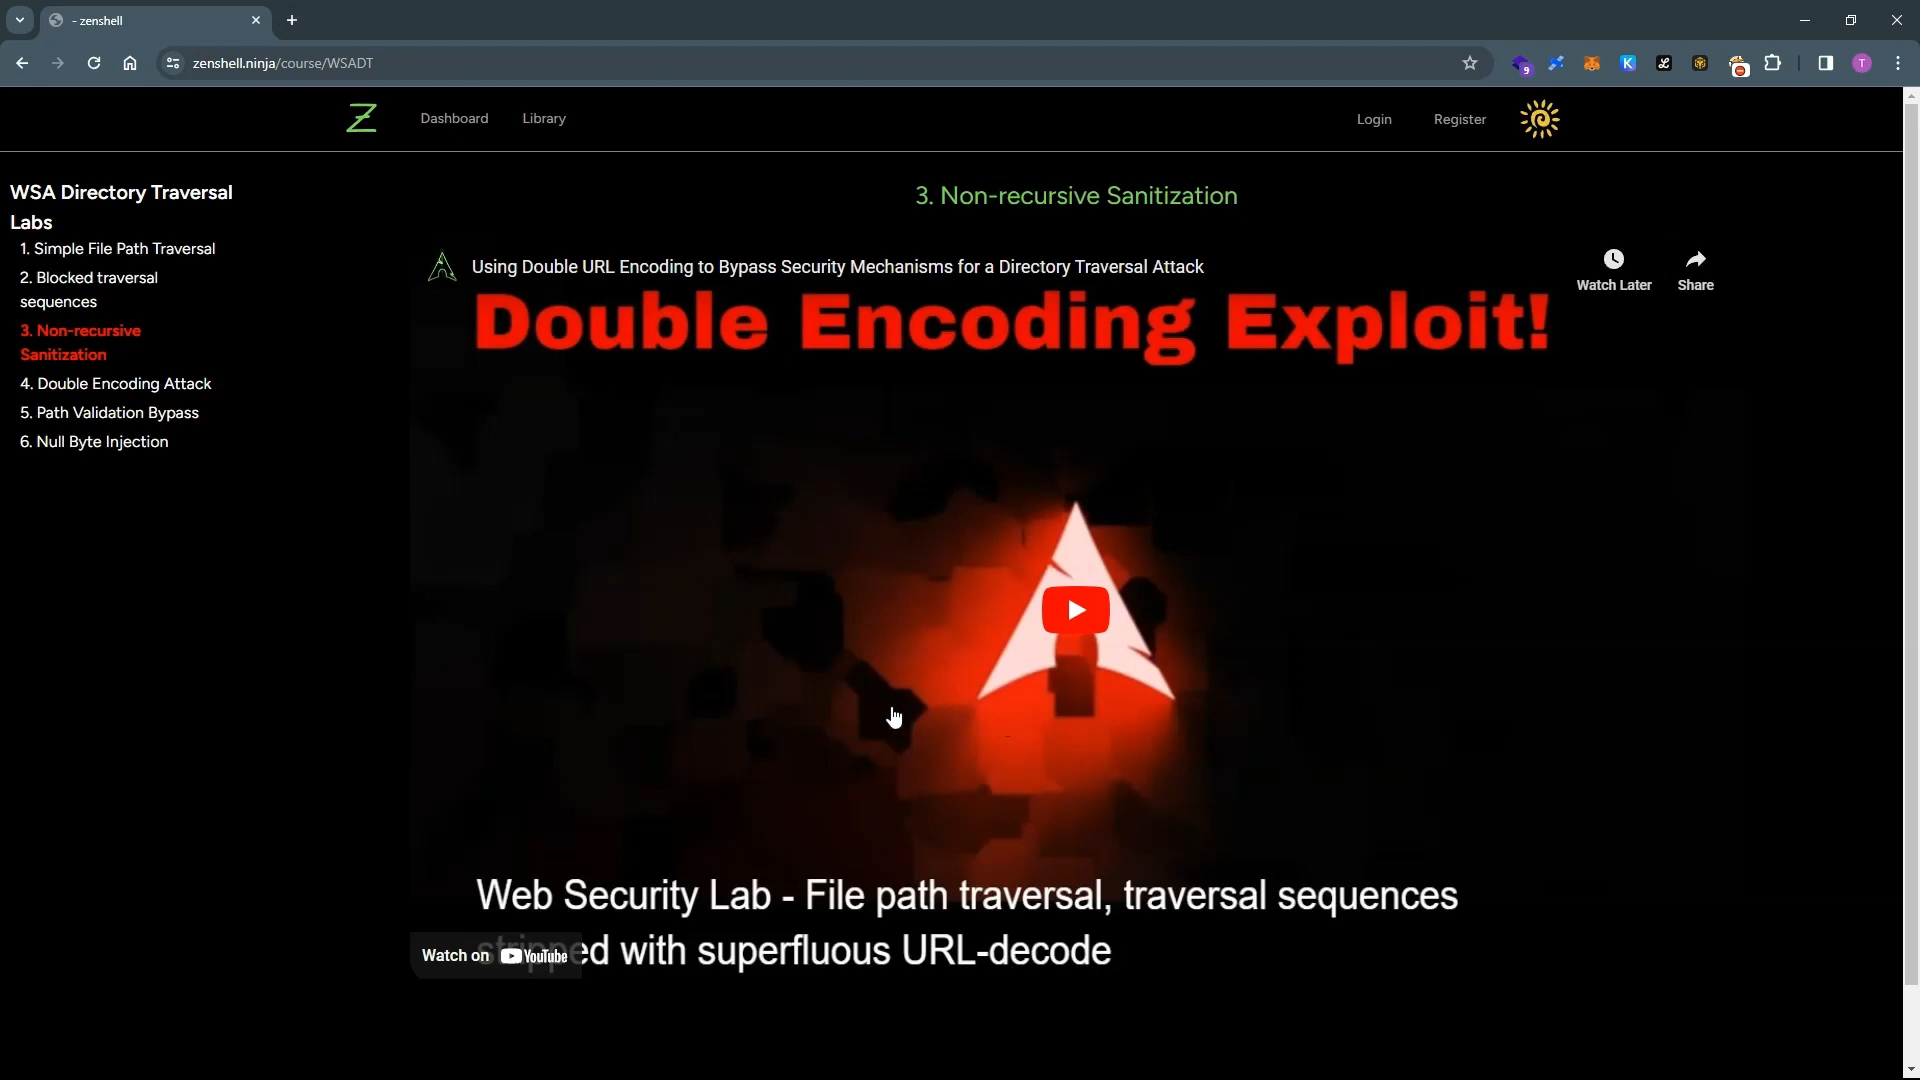 - zenshell
zenshell.ninja/course/WSADT
9
K
T
Z
Dashboard
Library
Login
Register
WSA Directory Traversal
Labs
1. Simple File Path Traversal
2. Blocked traversal
sequences
3. Non-recursive
Sanitization
4. Double Encoding Attack
5. Path Validation Bypass
6. Null Byte Injection
3. Non-recursive Sanitization
Using Double URL Encoding to Bypass Security Mechanisms for a Directory Traversal Attack
Watch Later
Share
Double Encoding Exploit!
Web Security Lab - File path traversal, traversal sequences
stripped with superfluous URL-decode
Watch on YouTube